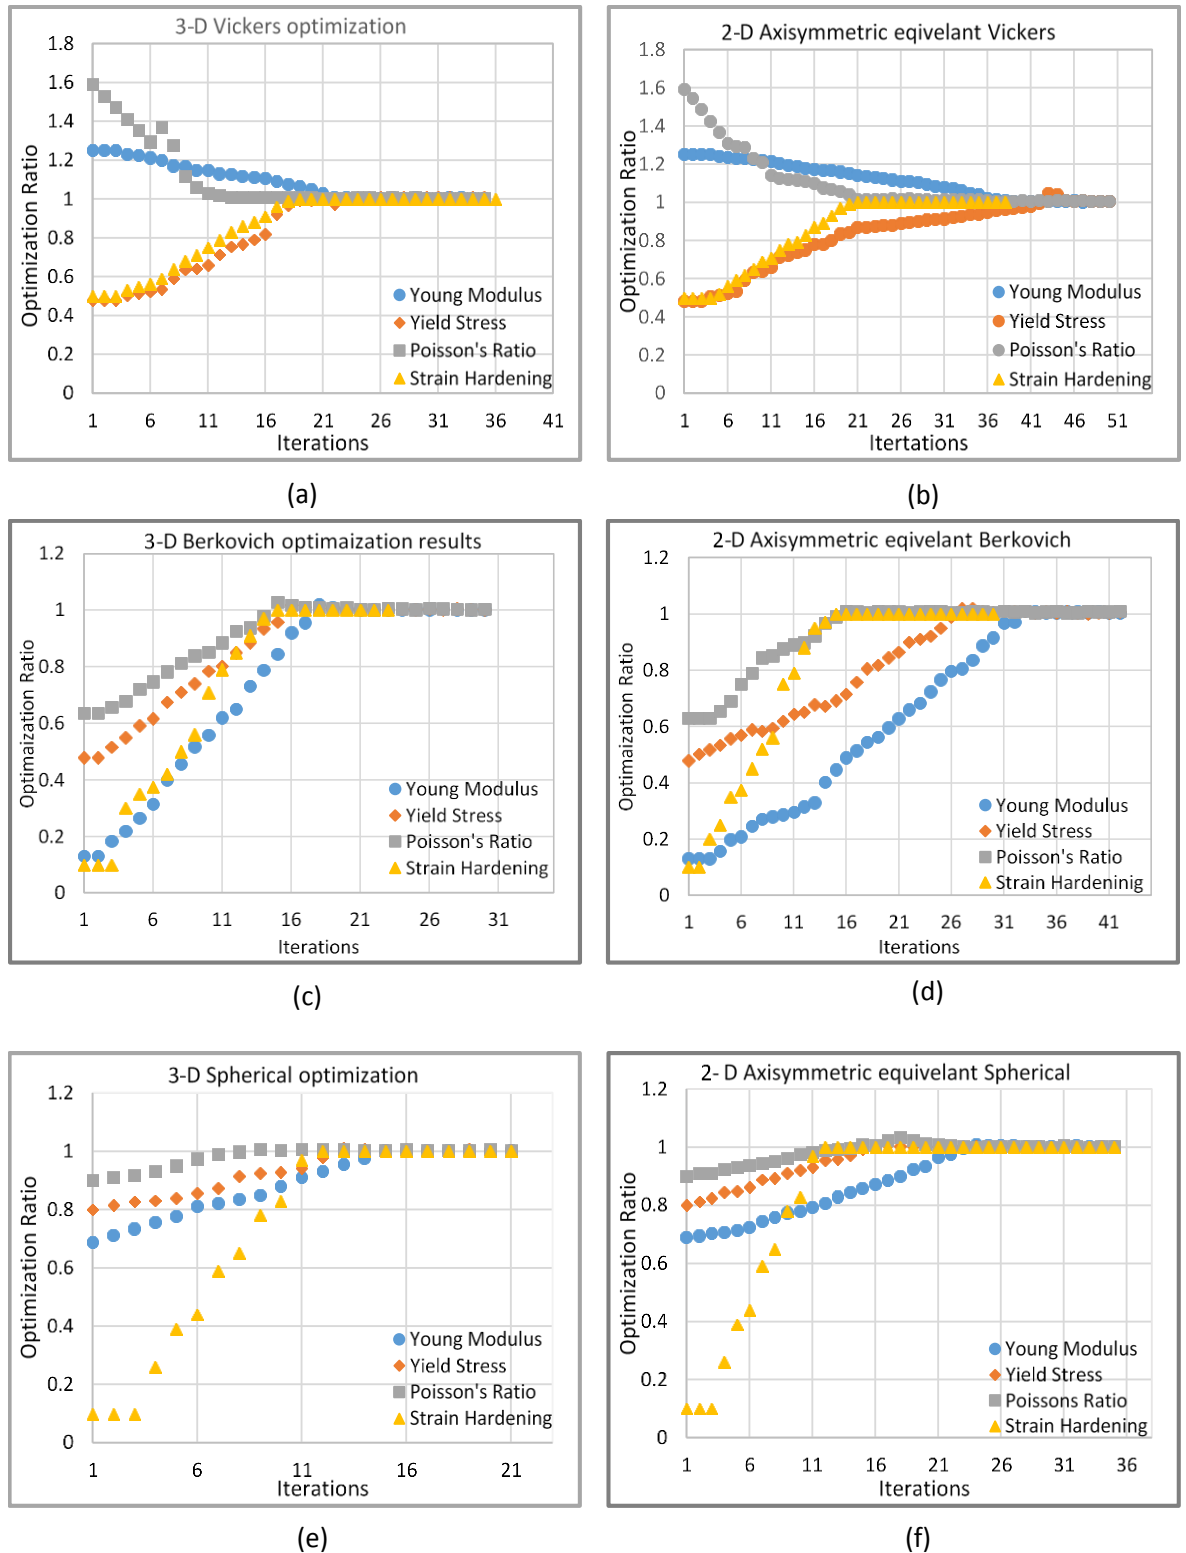 3-D Vickers optimization
1.8
1.6
1.4
1.2
1
0.8
0.6
0.4
0.2
0
Optimization Ratio
Young Modulus
Yield Stress
Poisson's Ratio
Strain Hardening
1 6 11 16 21 26 31 36 41
Iterations
(a)
2-D Axisymmetric eqivelant Vickers
1.8
1.6
1.4
1.2
1
0.8
0.6
0.4
0.2
0
Optimization Ratio
Young Modulus
Yield Stress
Poisson's Ratio
Strain Hardening
1 6 11 16 21 26 31 36 41 46 51
Itertations
(b)
3-D Berkovich optimaization results
1.2
1
0.8
0.6
0.4
0.2
0
Optimaization Ratio
Young Modulus
Yield Stress
Poisson's Ratio
Strain Hardening
1 6 11 16 21 26 31
Iterations
(c)
2-D Axisymmetric eqivelant Berkovich
1.2
1
0.8
0.6
0.4
0.2
0
Optimaization Ratio
Young Modulus
Yield Stress
Poisson's Ratio
Strain Hardeninig
1 6 11 16 21 26 31 36 41
Iterations
(d)
3-D Spherical optimization
1.2
1
0.8
0.6
0.4
0.2
0
Optimization Ratio
Young Modulus
Yield Stress
Poisson's Ratio
Strain Hardening
1 6 11 16 21
Iterations
(e)
2- D Axisymmetric equivelant Spherical
1.2
1
0.8
0.6
0.4
0.2
0
Optimization Ratio
Young Modulus
Yield Stress
Poissons Ratio
Strain Hardening
1 6 11 16 21 26 31 36
Iterations
(f)